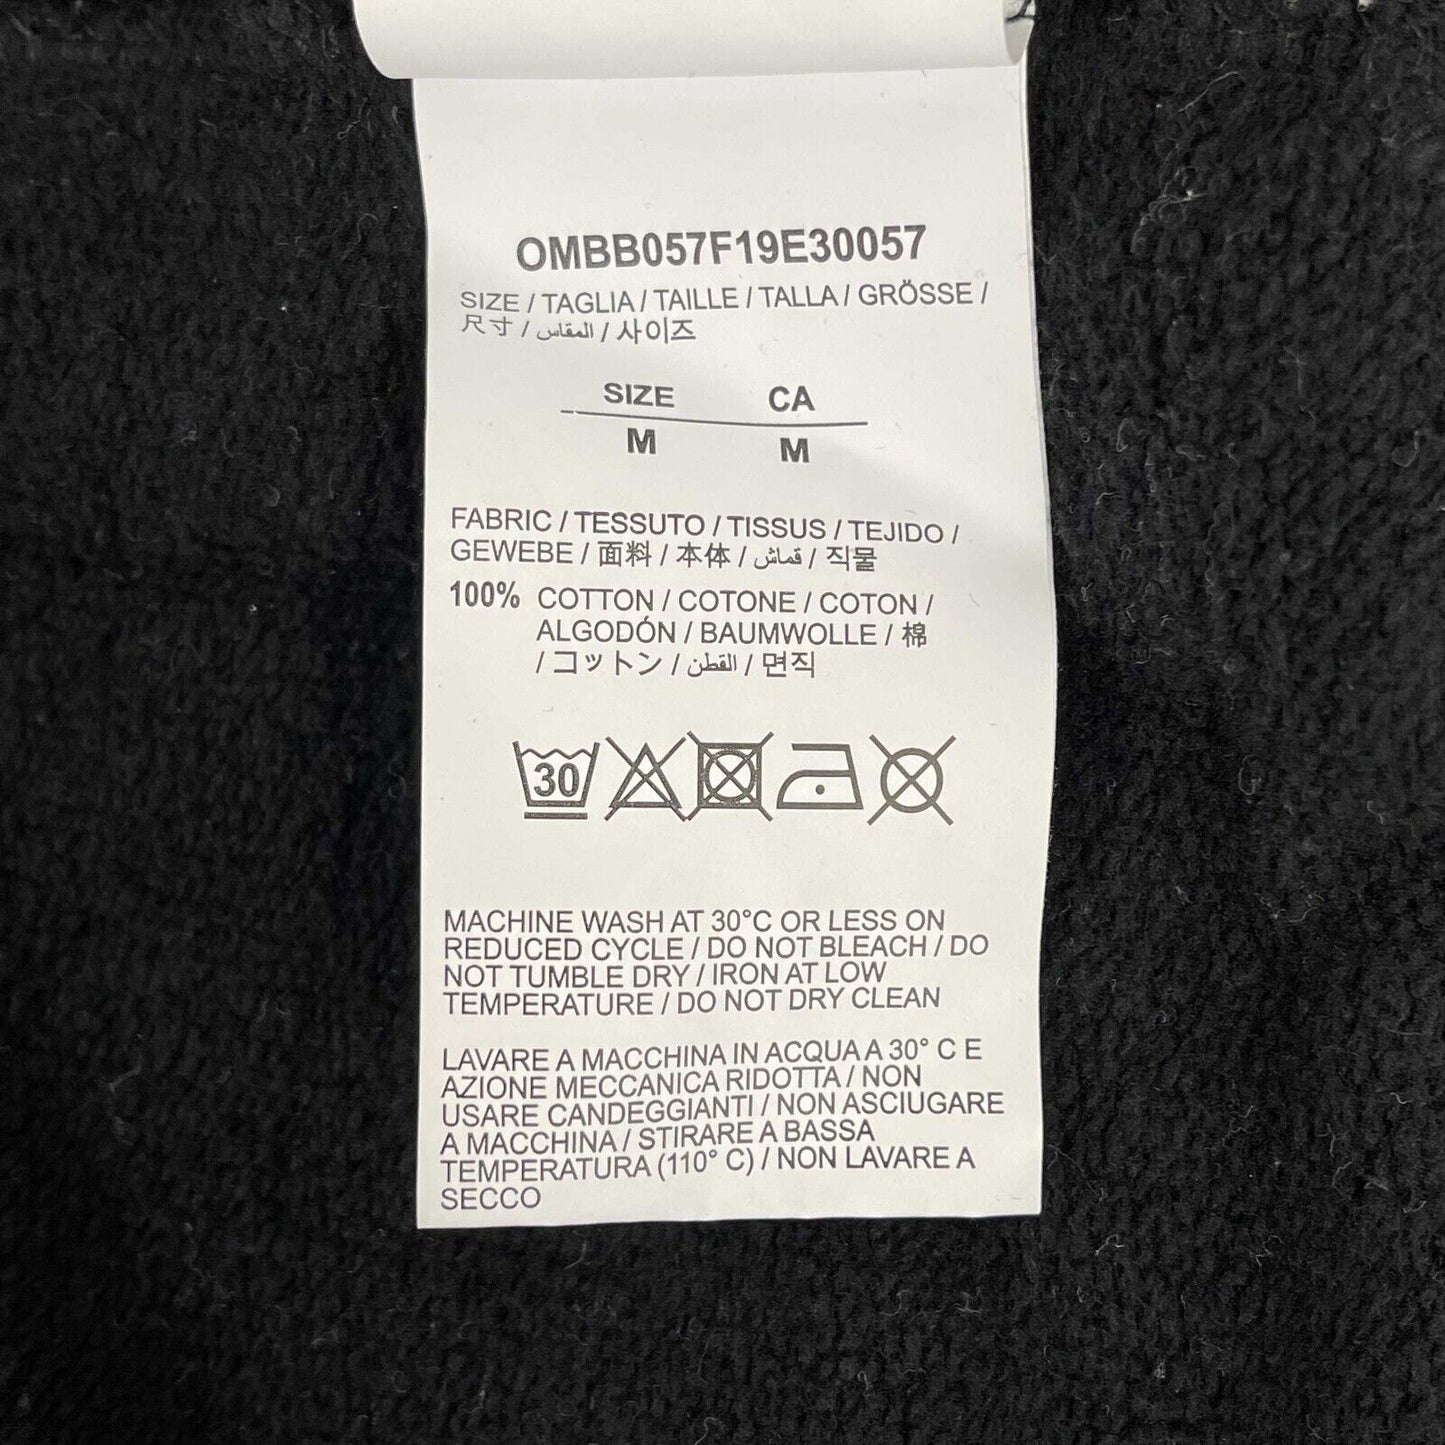 OMBB057F19E30057
SIZE / TAGLIA / TAILLE / TALLA / GRÖSSE /
尺寸 / المقاس / 사이즈
SIZE CA
M M
FABRIC / TESSUTO / TISSUS / TEJIDO /
GEWEBE / 面料 / 本体 / قماش / 직물
100% COTTON / COTONE / COTON /
ALGODÓN / BAUMWOLLE / 棉
/ コットン / القطن / 면직
30
MACHINE WASH AT 30°C OR LESS ON
REDUCED CYCLE / DO NOT BLEACH / DO
NOT TUMBLE DRY / IRON AT LOW
TEMPERATURE / DO NOT DRY CLEAN
LAVARE A MACCHINA IN ACQUA A 30° C E
AZIONE MECCANICA RIDOTTA / NON
USARE CANDEGGIANTI / NON ASCIUGARE
A MACCHINA / STIRARE A BASSA
TEMPERATURA (110° C) / NON LAVARE A
SECCO